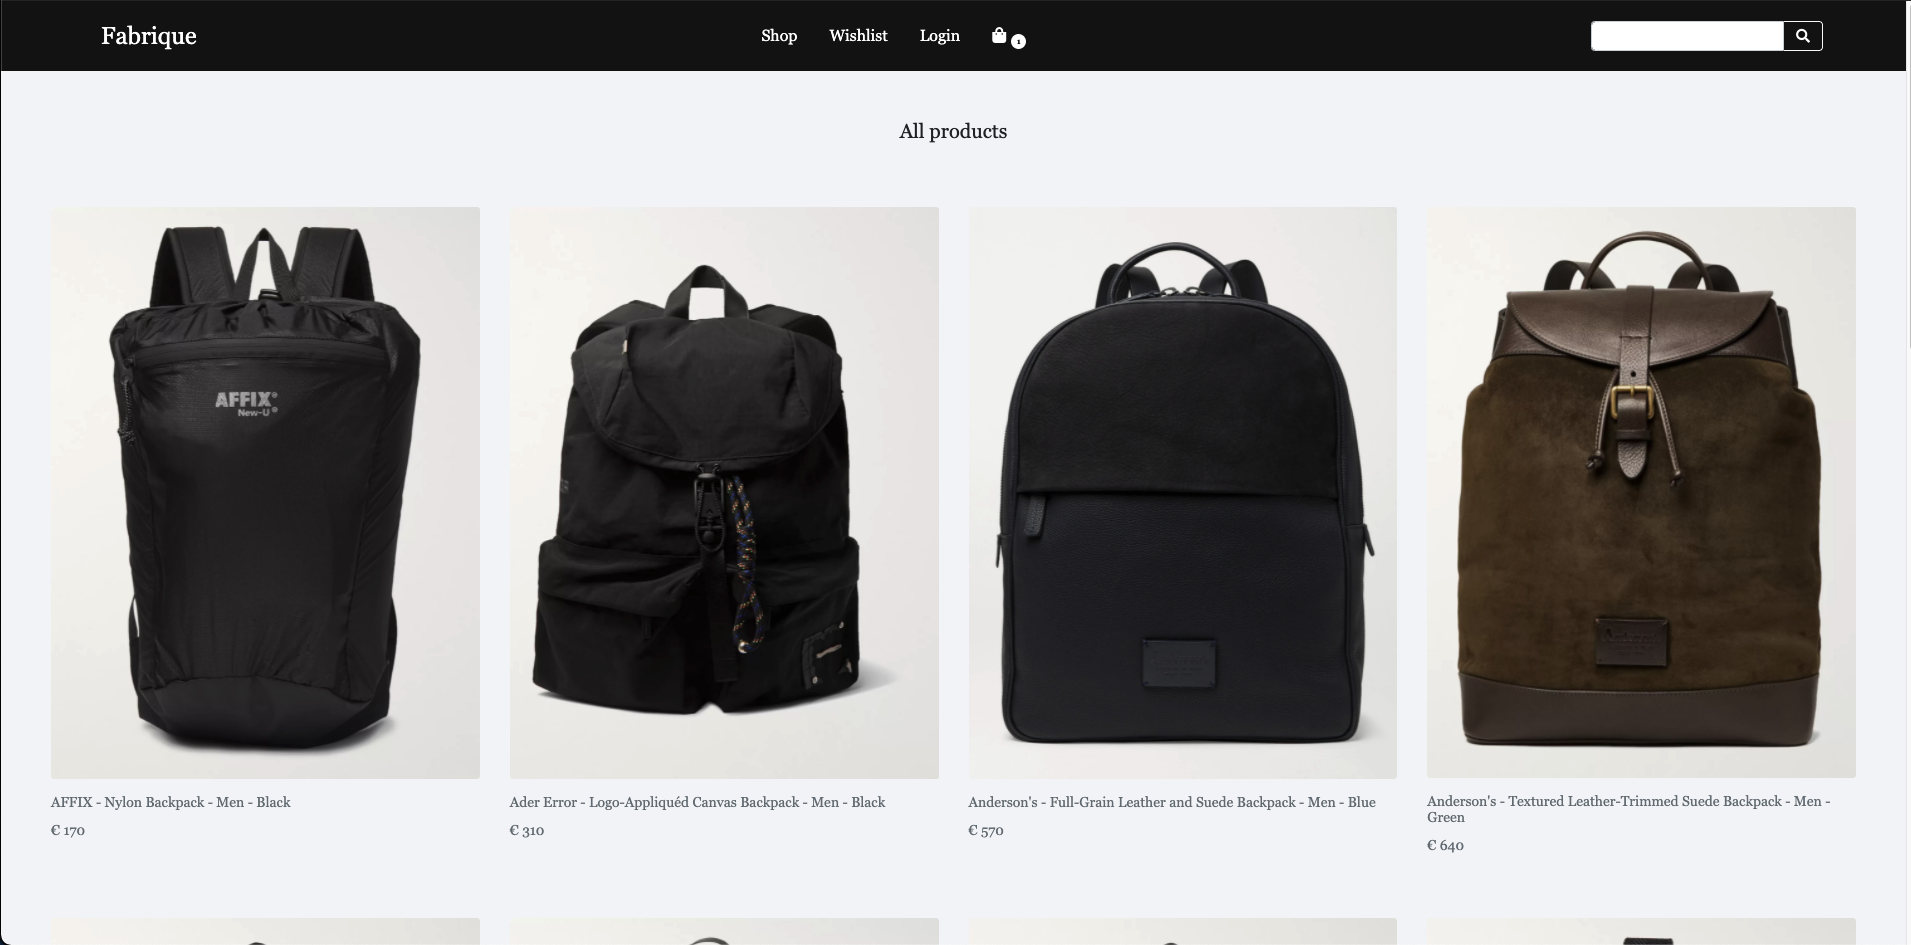 Fabrique
Shop
Wishlist
Login
1
All products
AFFIX®
New-U®
AFFIX - Nylon Backpack - Men - Black
€ 170
Ader Error - Logo-Appliquéd Canvas Backpack - Men - Black
€ 310
Anderson's - Full-Grain Leather and Suede Backpack - Men - Blue
€ 570
Anderson's - Textured Leather-Trimmed Suede Backpack - Men -
Green
€ 640